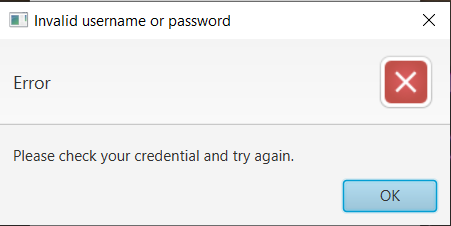 Invalid username or password
Error
Please check your credential and try again.
OK